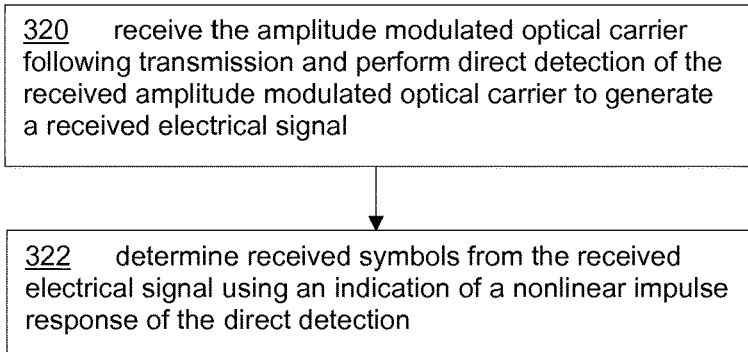 320 receive the amplitude modulated optical carrier
following transmission and perform direct detection of the
received amplitude modulated optical carrier to generate
a received electrical signal
322 determine received symbols from the received
electrical signal using an indication of a nonlinear impulse
response of the direct detection